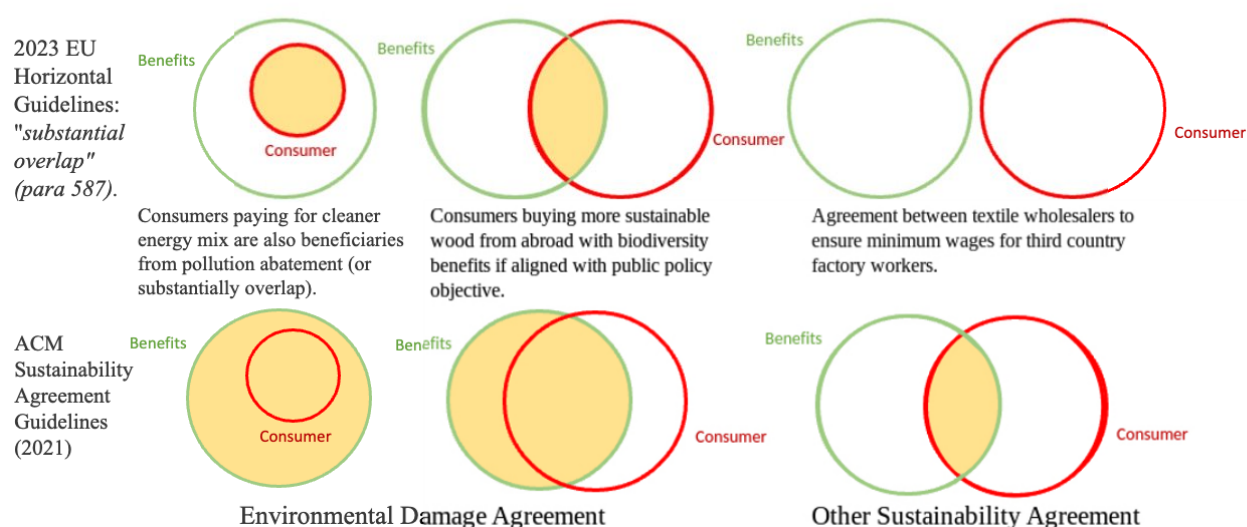 2023 EU
Horizontal
Guidelines:
"substantial
overlap"
(para 587).
Benefits
Consumer
Benefits
Consumer
Benefits
Consumer
Consumers paying for cleaner
energy mix are also beneficiaries
from pollution abatement (or
substantially overlap).
Consumers buying more sustainable
wood from abroad with biodiversity
benefits if aligned with public policy
objective.
Agreement between textile wholesalers to
ensure minimum wages for third country
factory workers.
ACM
Sustainability
Agreement
Guidelines
(2021)
Benefits
Consumer
Benefits
Consumer
Benefits
Consumer
Environmental Damage Agreement
Other Sustainability Agreement